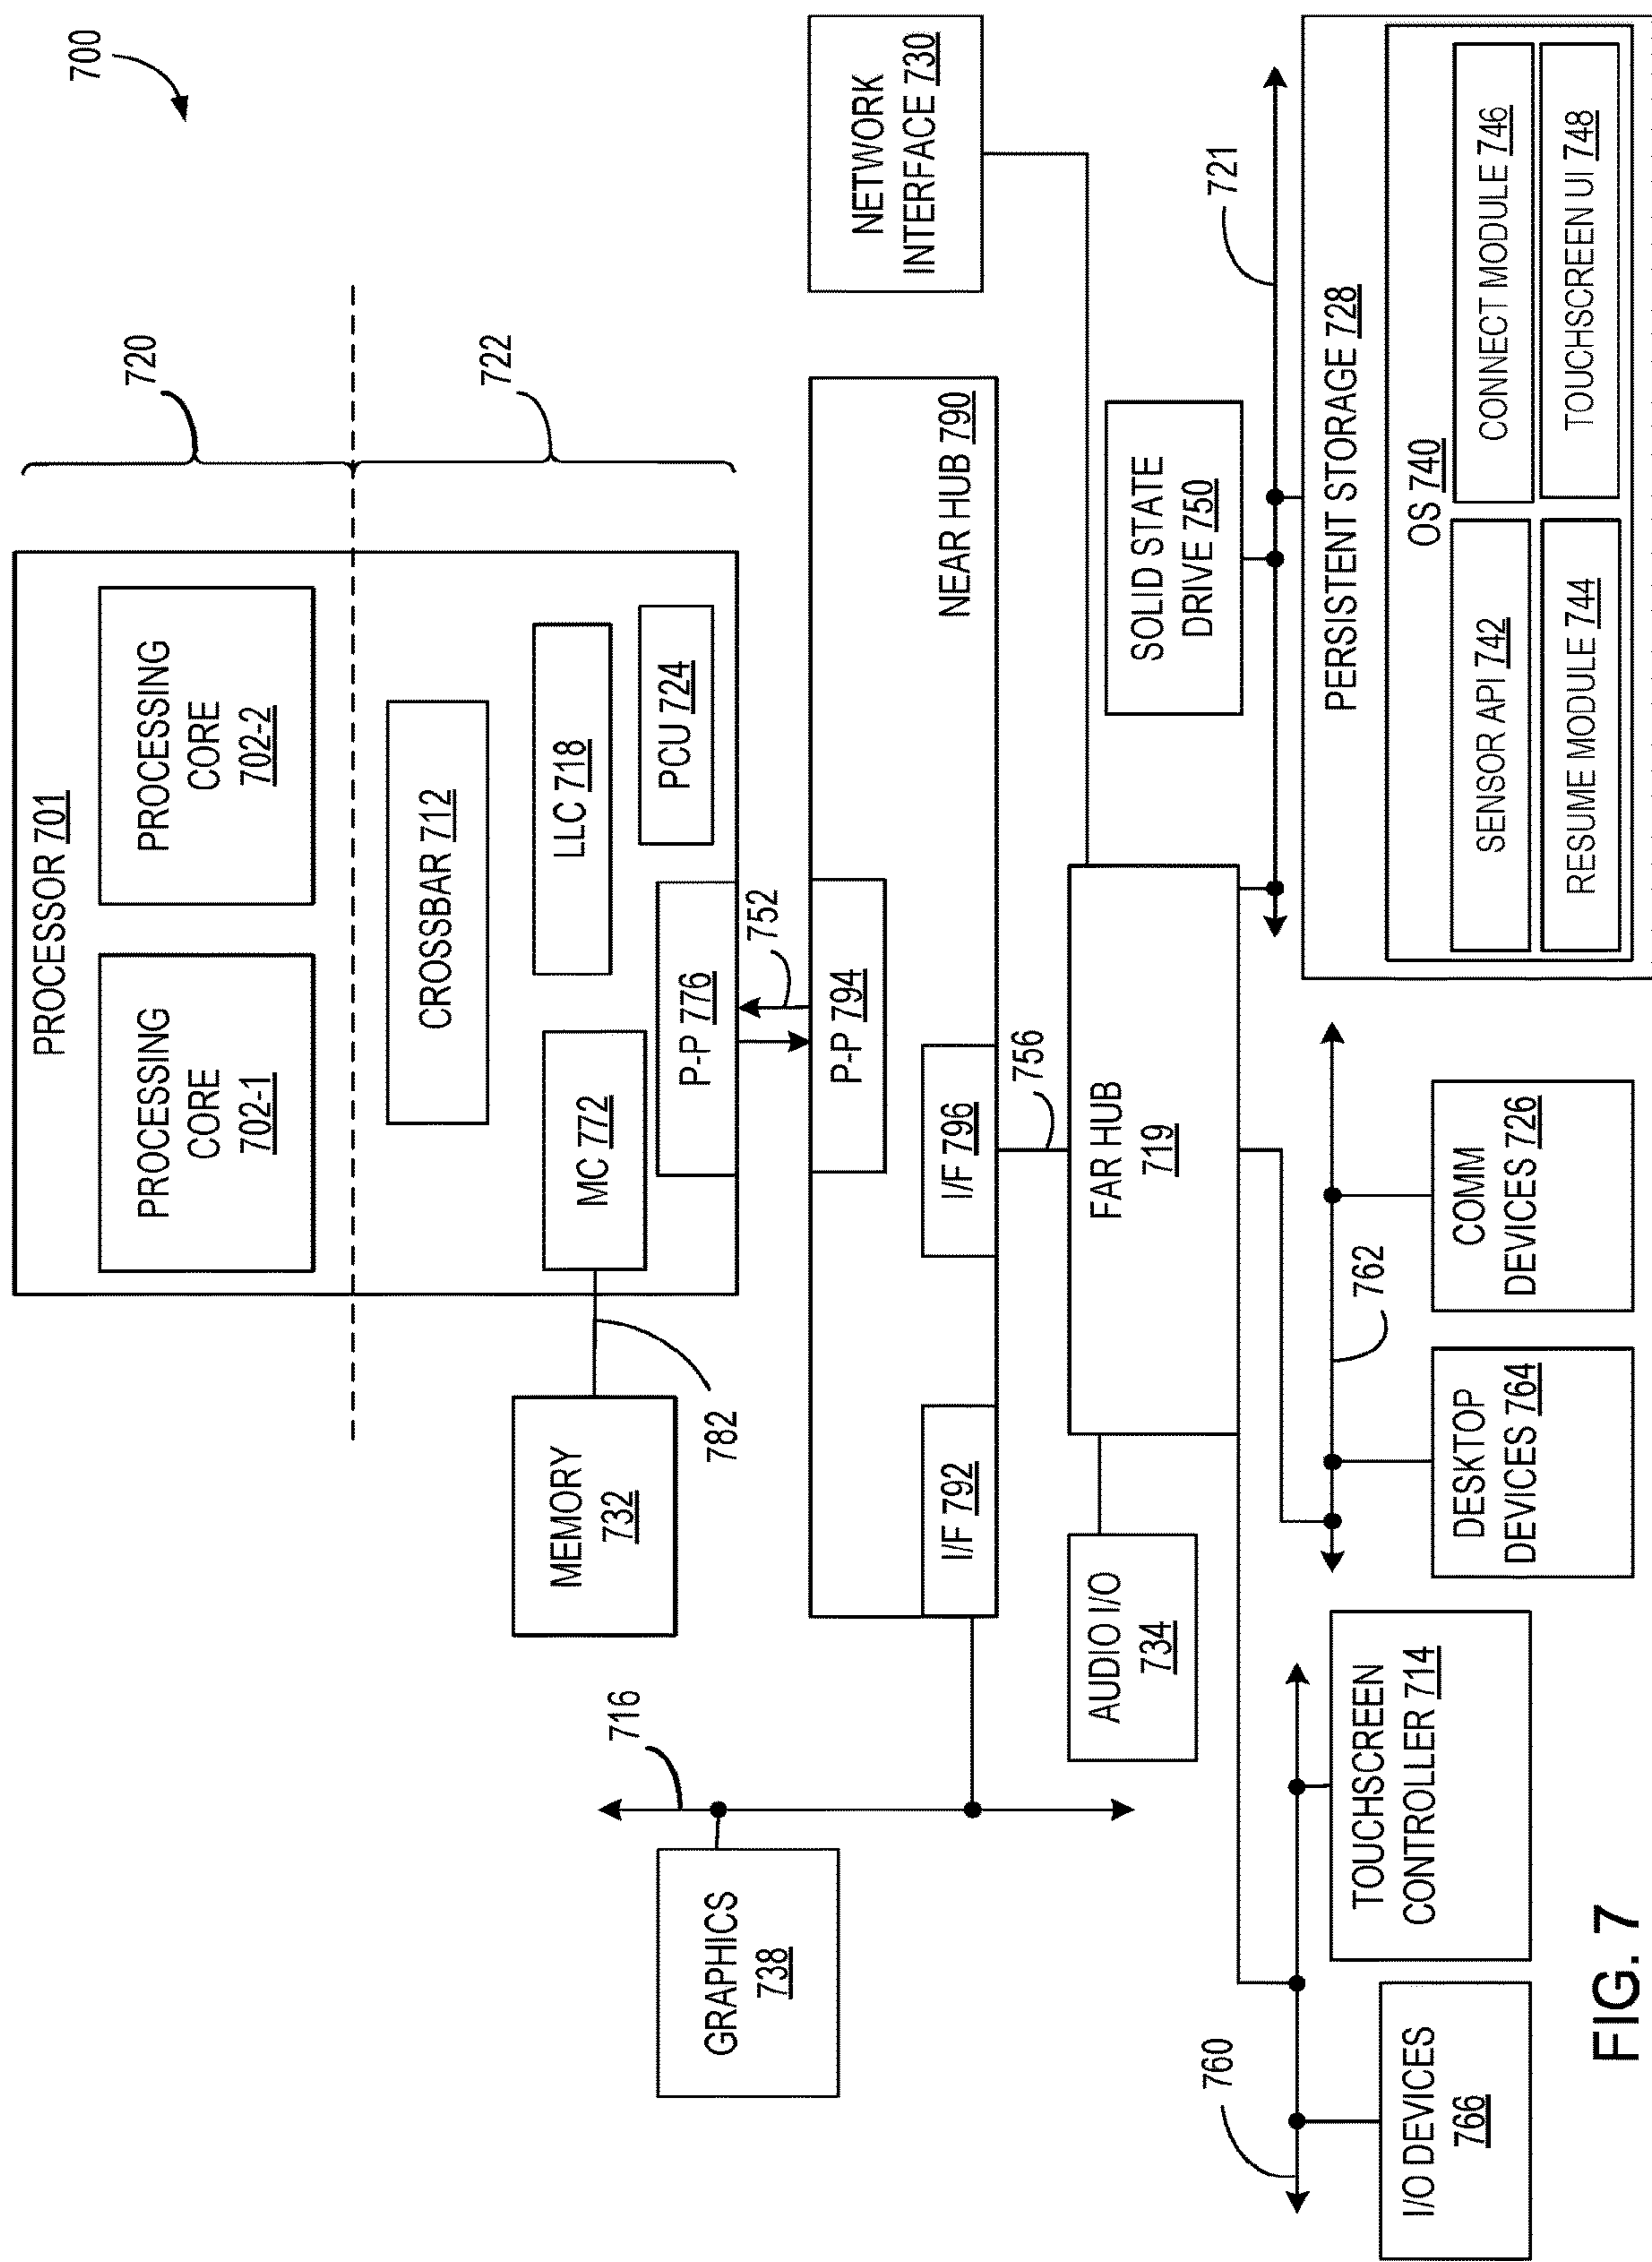 700
720
722
PROCESSOR 701
PROCESSING
CORE
702-1
PROCESSING
CORE
702-2
CROSSBAR 712
MC 772
LLC 718
P-P 776
PCU 724
MEMORY
732
782
752
716
GRAPHICS
738
P-P 794
NEAR HUB 790
I/F 792
I/F 796
NETWORK
INTERFACE 730
756
AUDIO I/O
734
FAR HUB
719
SOLID STATE
DRIVE 750
721
760
762
I/O DEVICES
766
TOUCHSCREEN
CONTROLLER 714
DESKTOP
DEVICES 764
COMM
DEVICES 726
PERSISTENT STORAGE 728
OS 740
SENSOR API 742
CONNECT MODULE 746
RESUME MODULE 744
TOUCHSCREEN UI 748
FIG. 7